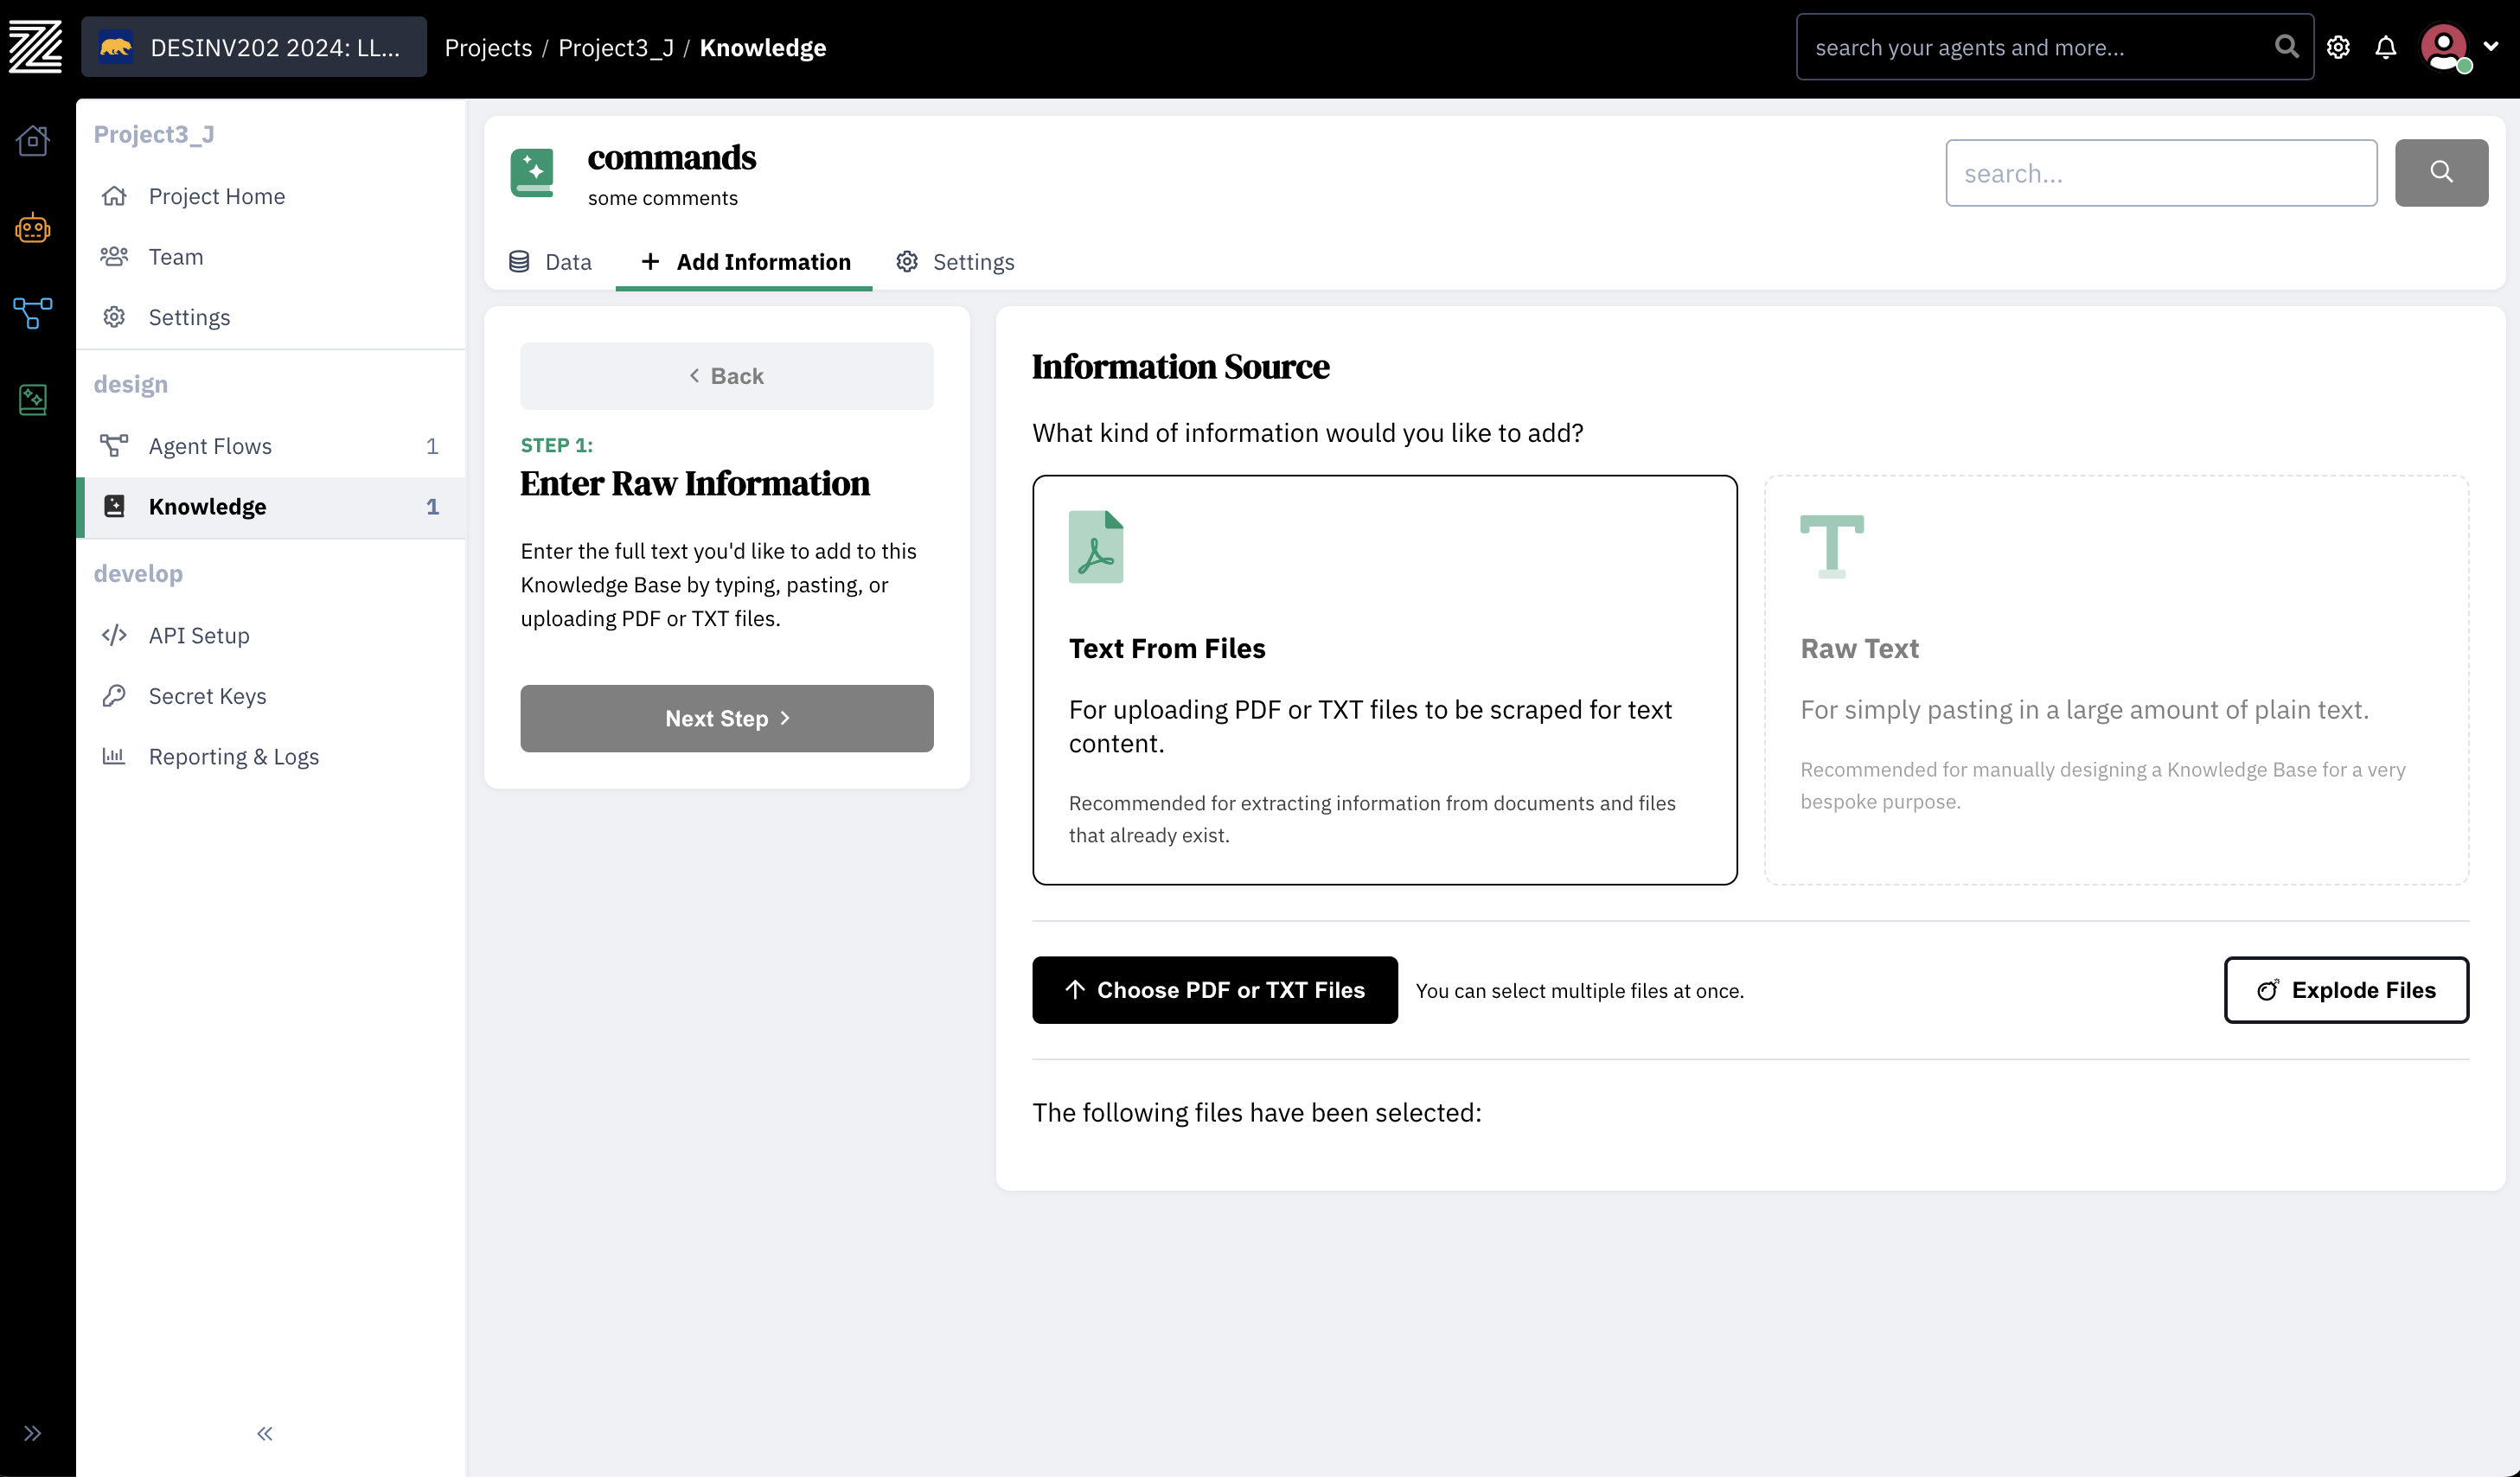 DESINV202 2024: LL...
Projects / Project3_J / Knowledge
search your agents and more...
Project3_J
Project Home
Team
Settings
design
Agent Flows 1
Knowledge 1
develop
API Setup
Secret Keys
Reporting & Logs
commands
some comments
search...
Data
Add Information
Settings
Back
STEP 1:
Enter Raw Information
Enter the full text you'd like to add to this
Knowledge Base by typing, pasting, or
uploading PDF or TXT files.
Next Step
Information Source
What kind of information would you like to add?
Text From Files
For uploading PDF or TXT files to be scraped for text
content.
Recommended for extracting information from documents and files
that already exist.
Raw Text
For simply pasting in a large amount of plain text.
Recommended for manually designing a Knowledge Base for a very
bespoke purpose.
Choose PDF or TXT Files
You can select multiple files at once.
Explode Files
The following files have been selected: